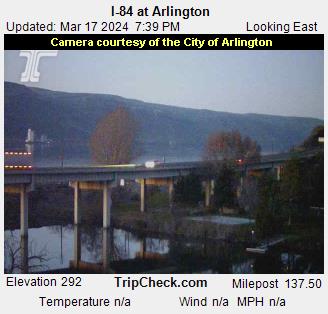 I-84 at Arlington
Updated: Mar 17 2024 7:39 PM Looking East
Camera courtesy of the City of Arlington
Elevation 292 TripCheck.com Milepost 137.50
Temperature n/a Wind n/a MPH n/a